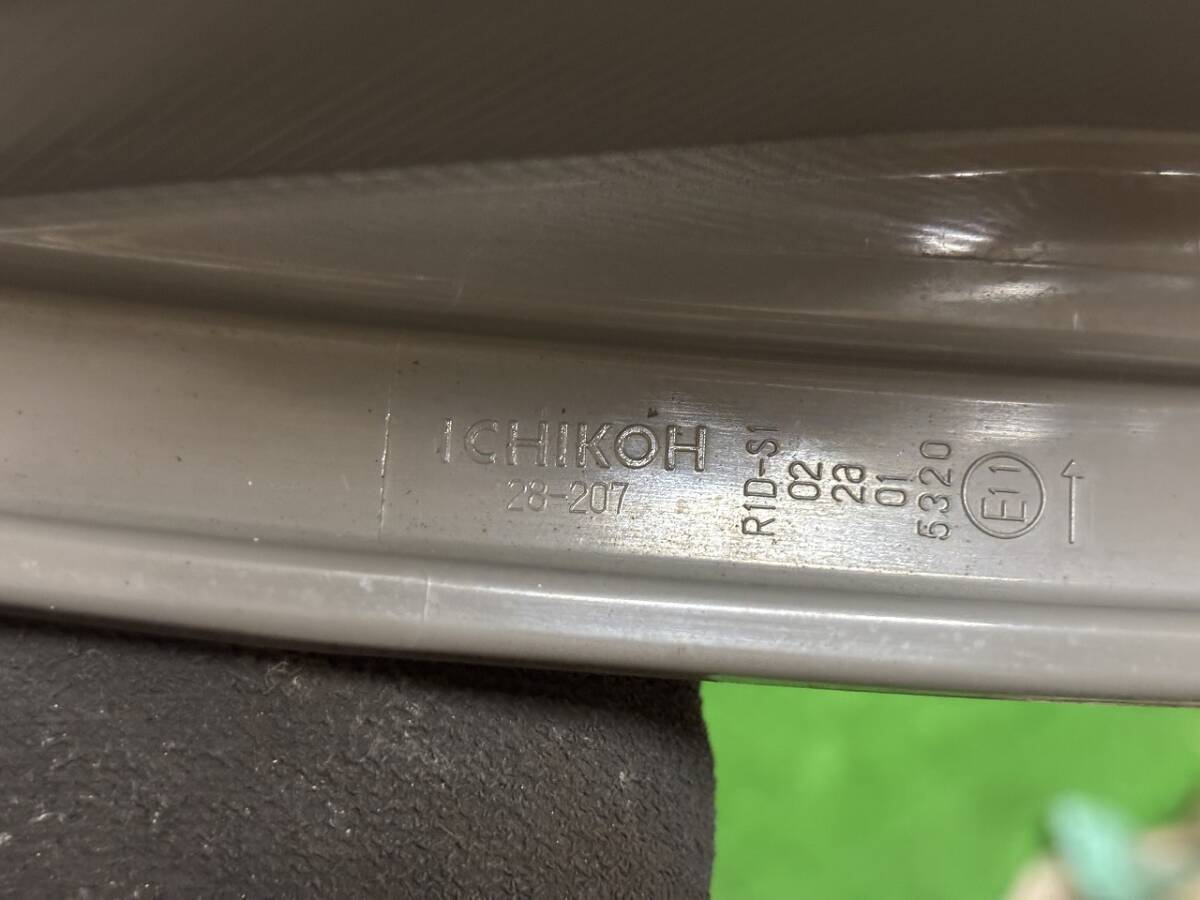 ICHIKOH
28-207
R1D-S1
02
2a
01
5320
E11